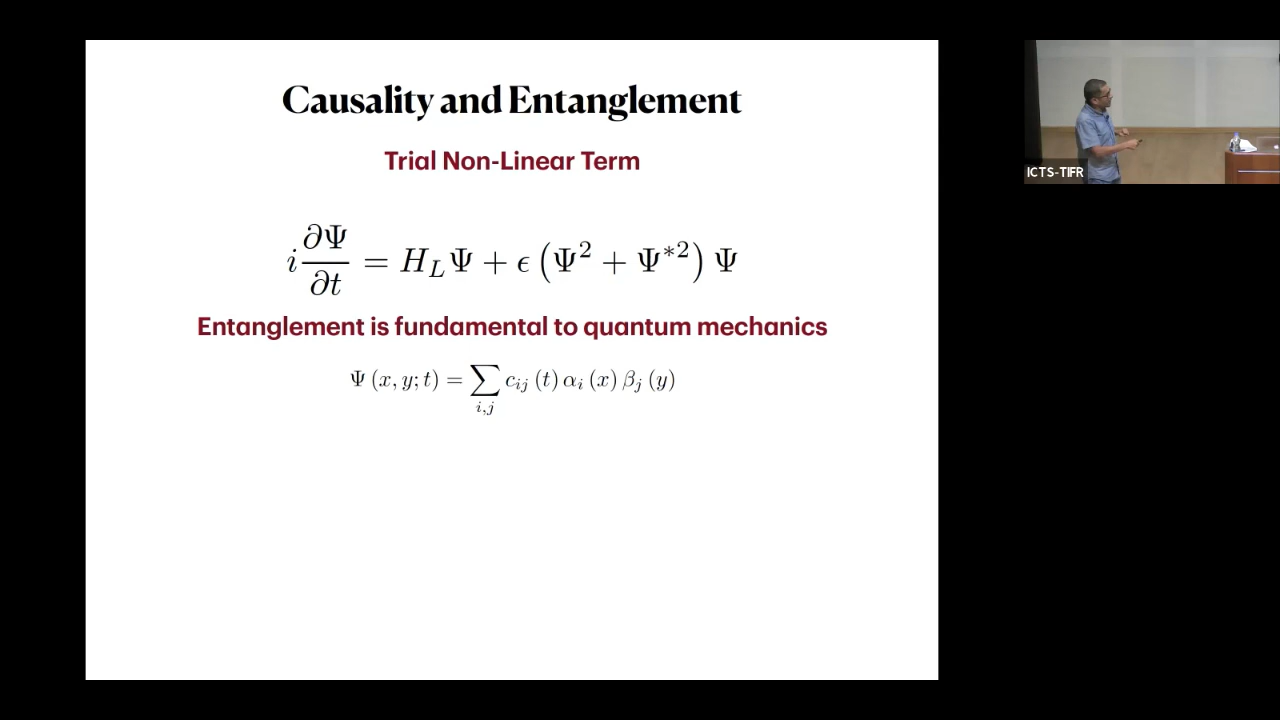 Causality and Entanglement
Trial Non-Linear Term
i ∂Ψ/∂t = H_L Ψ + ϵ (Ψ² + Ψ*²) Ψ
Entanglement is fundamental to quantum mechanics
Ψ (x, y; t) = ∑_{i,j} c_{ij} (t) α_i (x) β_j (y)
ICTS-TIFR